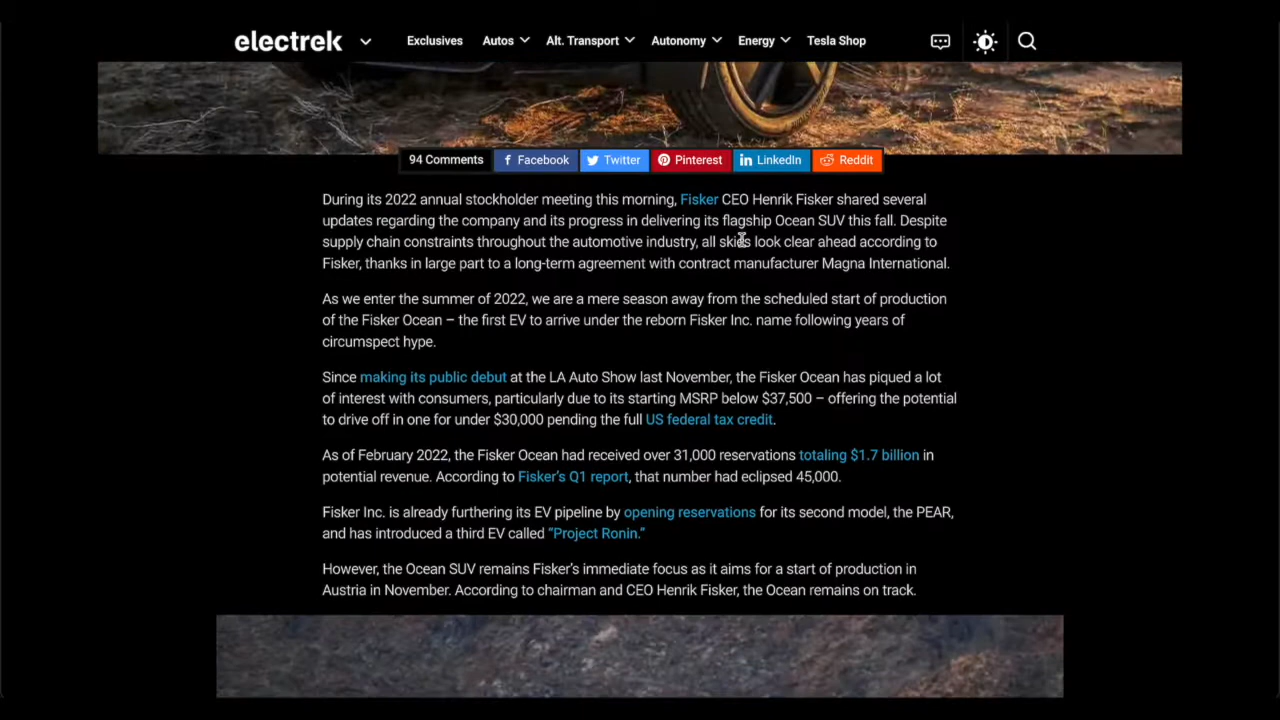 electrek
Exclusives Autos Alt. Transport Autonomy Energy Tesla Shop
94 Comments Facebook Twitter Pinterest LinkedIn Reddit
During its 2022 annual stockholder meeting this morning, Fisker CEO Henrik Fisker shared several
updates regarding the company and its progress in delivering its flagship Ocean SUV this fall. Despite
supply chain constraints throughout the automotive industry, all skies look clear ahead according to
Fisker, thanks in large part to a long-term agreement with contract manufacturer Magna International.
As we enter the summer of 2022, we are a mere season away from the scheduled start of production
of the Fisker Ocean – the first EV to arrive under the reborn Fisker Inc. name following years of
circumspect hype.
Since making its public debut at the LA Auto Show last November, the Fisker Ocean has piqued a lot
of interest with consumers, particularly due to its starting MSRP below $37,500 – offering the potential
to drive off in one for under $30,000 pending the full US federal tax credit.
As of February 2022, the Fisker Ocean had received over 31,000 reservations totaling $1.7 billion in
potential revenue. According to Fisker's Q1 report, that number had eclipsed 45,000.
Fisker Inc. is already furthering its EV pipeline by opening reservations for its second model, the PEAR,
and has introduced a third EV called “Project Ronin.”
However, the Ocean SUV remains Fisker's immediate focus as it aims for a start of production in
Austria in November. According to chairman and CEO Henrik Fisker, the Ocean remains on track.